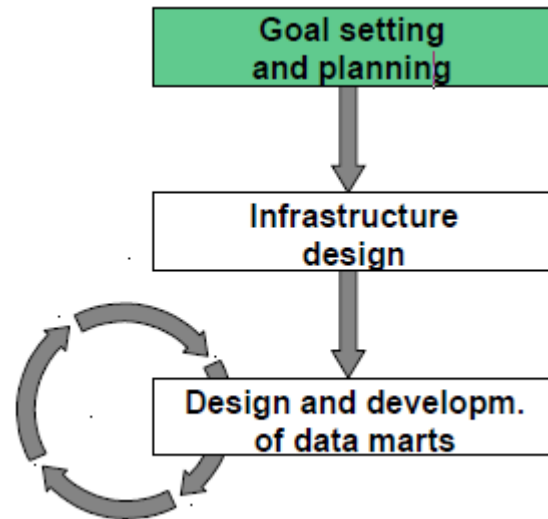 Goal setting
and planning
Infrastructure
design
Design and developm.
of data marts